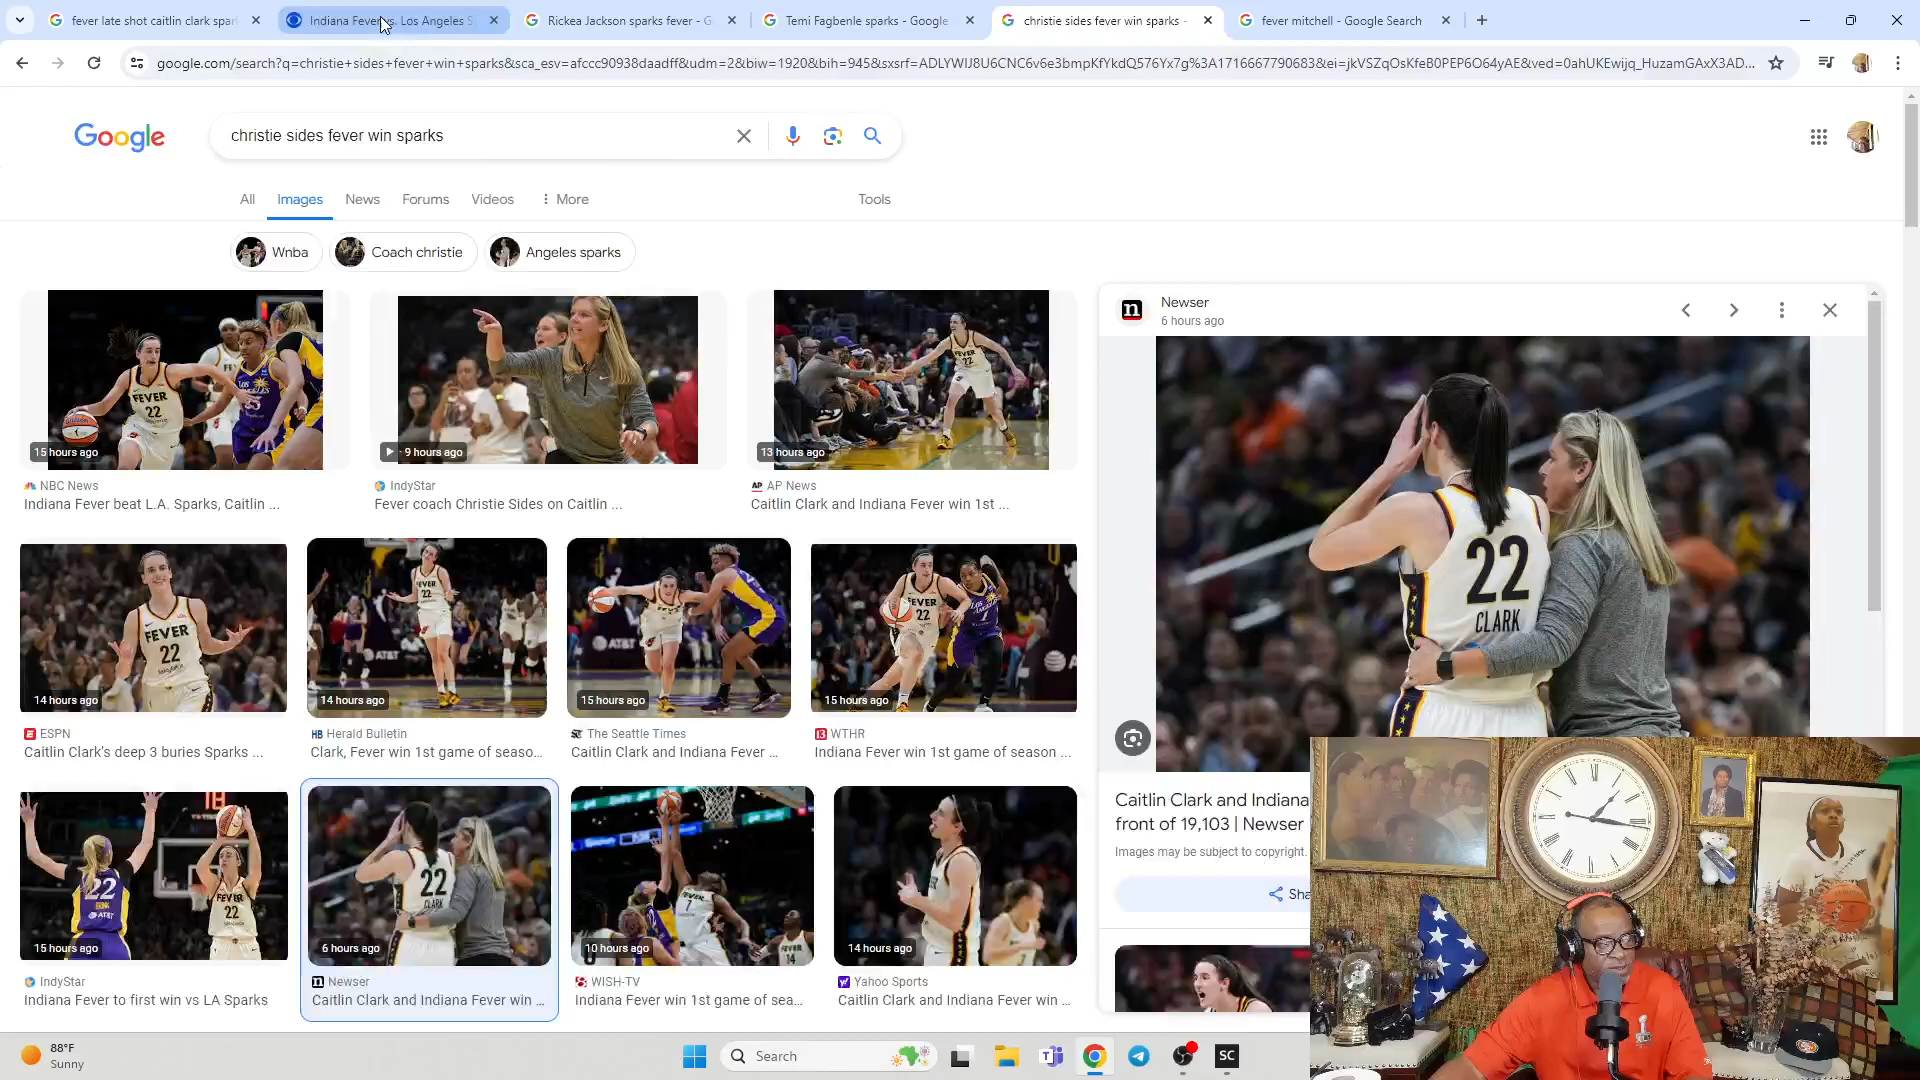 fever late shot caitlin clark spar
Indiana Fever vs. Los Angeles S
Rickea Jackson sparks fever - G
Temi Fagbenle sparks - Google
christie sides fever win sparks -
fever mitchell - Google Search
google.com/search?q=christie+sides+fever+win+sparks&sca_esv=afccc90938daadff&udm=2&biw=1920&bih=945&sxsrf=ADLYWIJ8U6CNC6v6e3bmpKfYkdQ576Yx7g%3A1716667790683&ei=jkVSZqOsKfeB0PEP6O64yAE&ved=0ahUKEwijq_HuzamGAxX3AD...
Google
christie sides fever win sparks
All
Images
News
Forums
Videos
More
Tools
Wnba
Coach christie
Angeles sparks
15 hours ago
NBC News
Indiana Fever beat L.A. Sparks, Caitlin ...
9 hours ago
IndyStar
Fever coach Christie Sides on Caitlin ...
13 hours ago
AP News
Caitlin Clark and Indiana Fever win 1st ...
14 hours ago
ESPN
Caitlin Clark's deep 3 buries Sparks ...
14 hours ago
Herald Bulletin
Clark, Fever win 1st game of seaso...
15 hours ago
The Seattle Times
Caitlin Clark and Indiana Fever ...
15 hours ago
WTHR
Indiana Fever win 1st game of season ...
15 hours ago
IndyStar
Indiana Fever to first win vs LA Sparks
6 hours ago
Newser
Caitlin Clark and Indiana Fever win ...
10 hours ago
WISH-TV
Indiana Fever win 1st game of sea...
14 hours ago
Yahoo Sports
Caitlin Clark and Indiana Fever win ...
Newser
6 hours ago
22
CLARK
Caitlin Clark and Indiana
front of 19,103 | Newser
Images may be subject to copyright.
Sha
88°F
Sunny
Search
SC